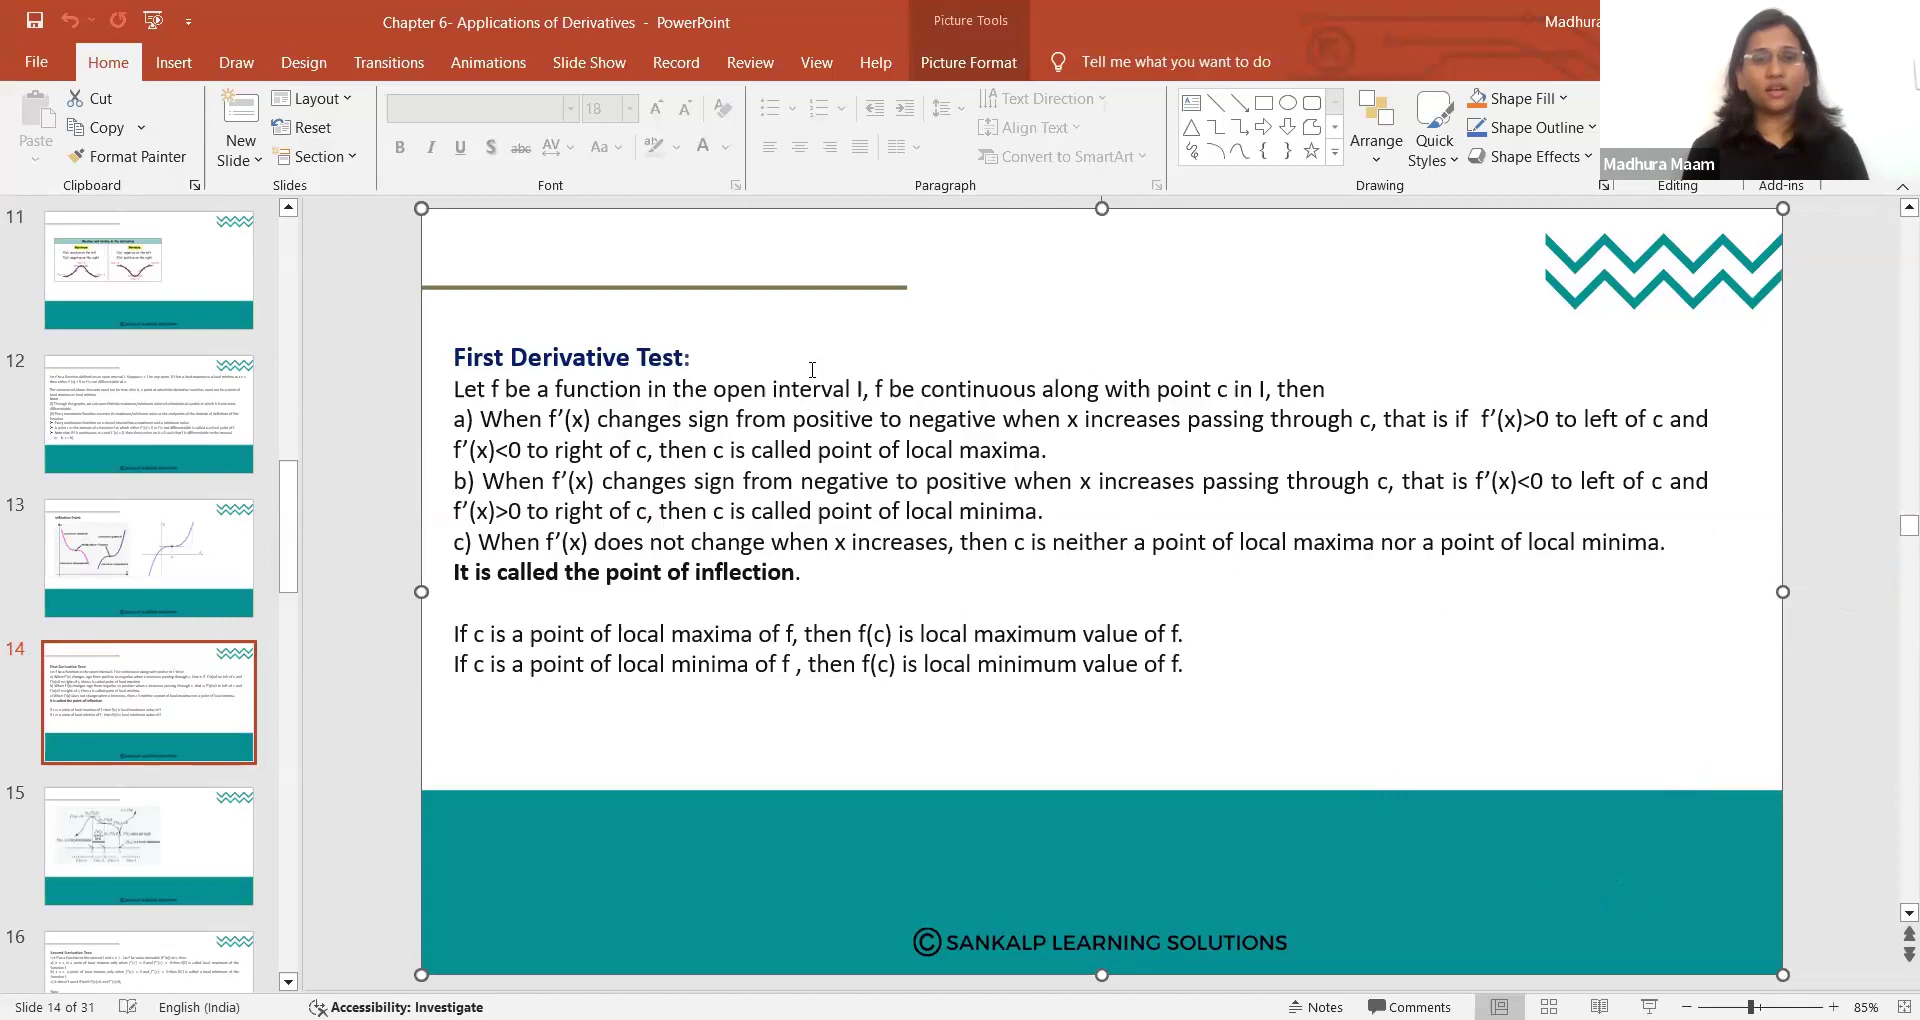 Chapter 6- Applications of Derivatives - PowerPoint
Picture Tools
Madhura
File Home Insert Draw Design Transitions Animations Slide Show Record Review View Help Picture Format Tell me what you want to do
Paste
Cut
Copy
Format Painter
Clipboard
New Slide
Layout
Reset
Section
Slides
18
Font
Text Direction
Align Text
Convert to SmartArt
Paragraph
Arrange
Quick Styles
Shape Fill
Shape Outline
Shape Effects
Drawing
Editing
Add-ins
Madhura Maam
11
12
13
14
15
16
First Derivative Test:
Let f be a function in the open interval I, f be continuous along with point c in I, then
a) When f’(x) changes sign from positive to negative when x increases passing through c, that is if f’(x)>0 to left of c and
f’(x)<0 to right of c, then c is called point of local maxima.
b) When f’(x) changes sign from negative to positive when x increases passing through c, that is f’(x)<0 to left of c and
f’(x)>0 to right of c, then c is called point of local minima.
c) When f’(x) does not change when x increases, then c is neither a point of local maxima nor a point of local minima.
It is called the point of inflection.
If c is a point of local maxima of f, then f(c) is local maximum value of f.
If c is a point of local minima of f , then f(c) is local minimum value of f.
© SANKALP LEARNING SOLUTIONS
Slide 14 of 31 English (India) Accessibility: Investigate Notes Comments 85%